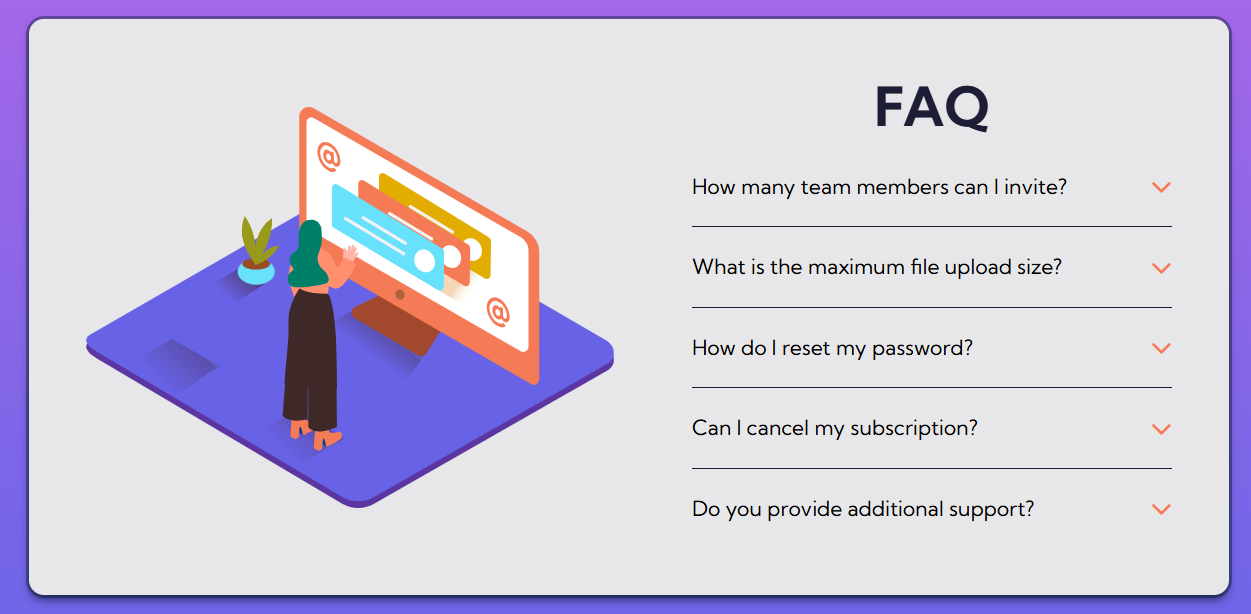 FAQ
How many team members can I invite?
What is the maximum file upload size?
How do I reset my password?
Can I cancel my subscription?
Do you provide additional support?
@
@